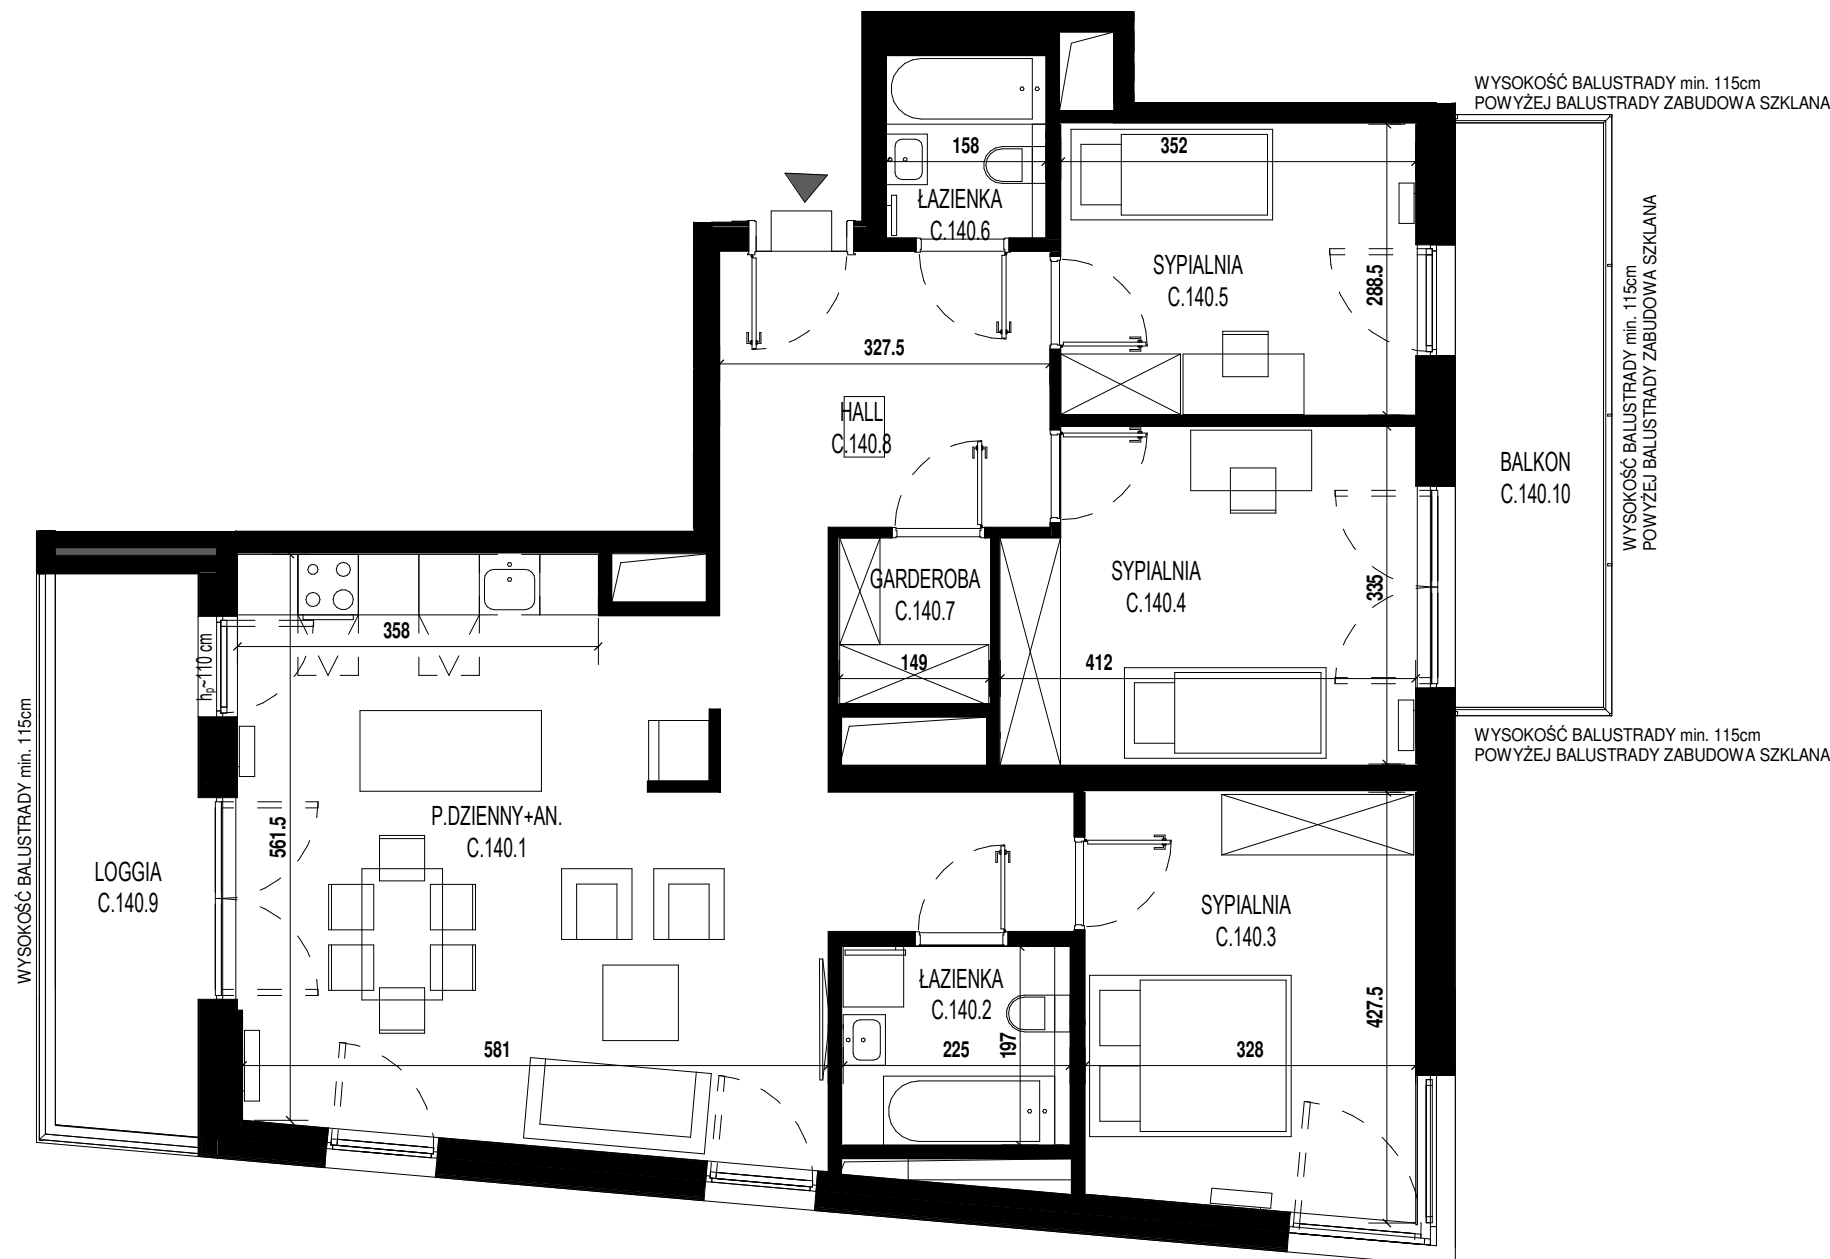 WYSOKOŚĆ BALUSTRADY min. 115cm
POWYŻEJ BALUSTRADY ZABUDOWA SZKLANA
158
352
ŁAZIENKA
C.140.6
SYPIALNIA
C.140.5
288.5
327.5
WYSOKOŚĆ BALUSTRADY min. 115cm
POWYŻEJ BALUSTRADY ZABUDOWA SZKLANA
HALL
C.140.8
BALKON
C.140.10
GARDEROBA
C.140.7
SYPIALNIA
C.140.4
335
358
hp~110 cm
149
412
WYSOKOŚĆ BALUSTRADY min. 115cm
POWYŻEJ BALUSTRADY ZABUDOWA SZKLANA
WYSOKOŚĆ BALUSTRADY min. 115cm
P.DZIENNY+AN.
C.140.1
561.5
LOGGIA
C.140.9
SYPIALNIA
C.140.3
ŁAZIENKA
C.140.2
427.5
197
581
225
328